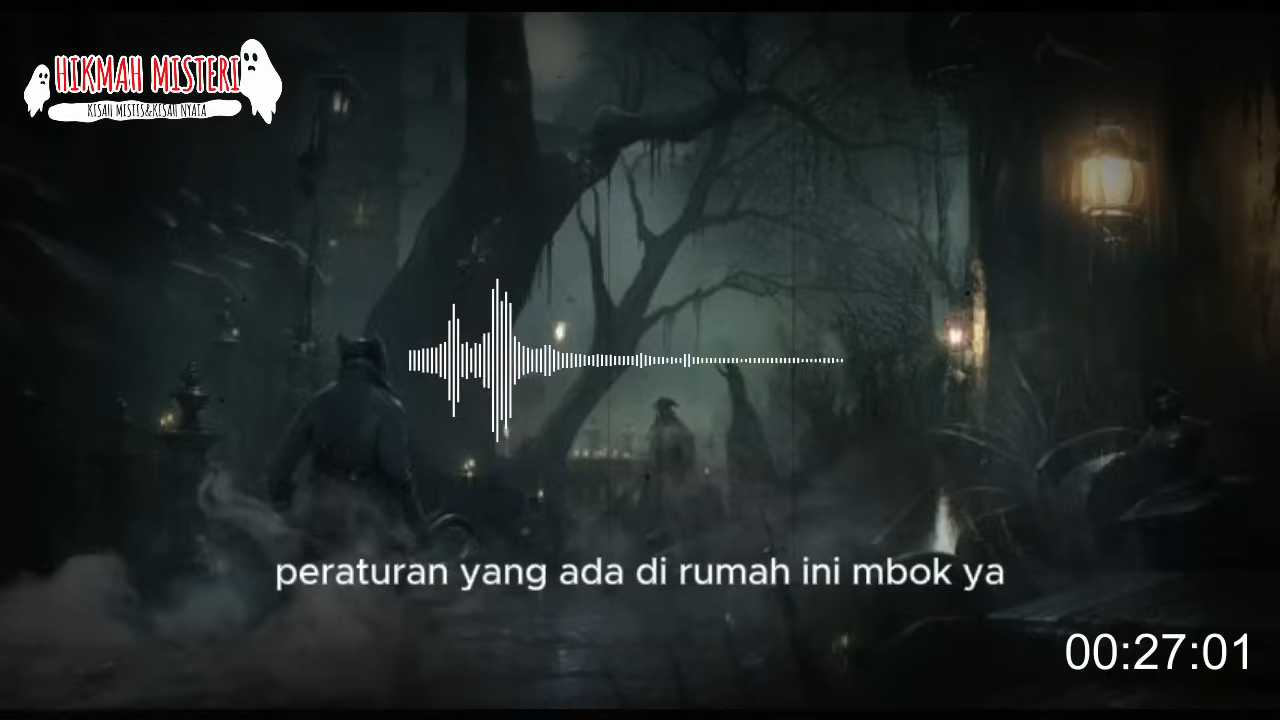 HIKMAH MISTERI
KISAH MISTIS&KISAH NYATA
peraturan yang ada di rumah ini mbok ya
00:27:01